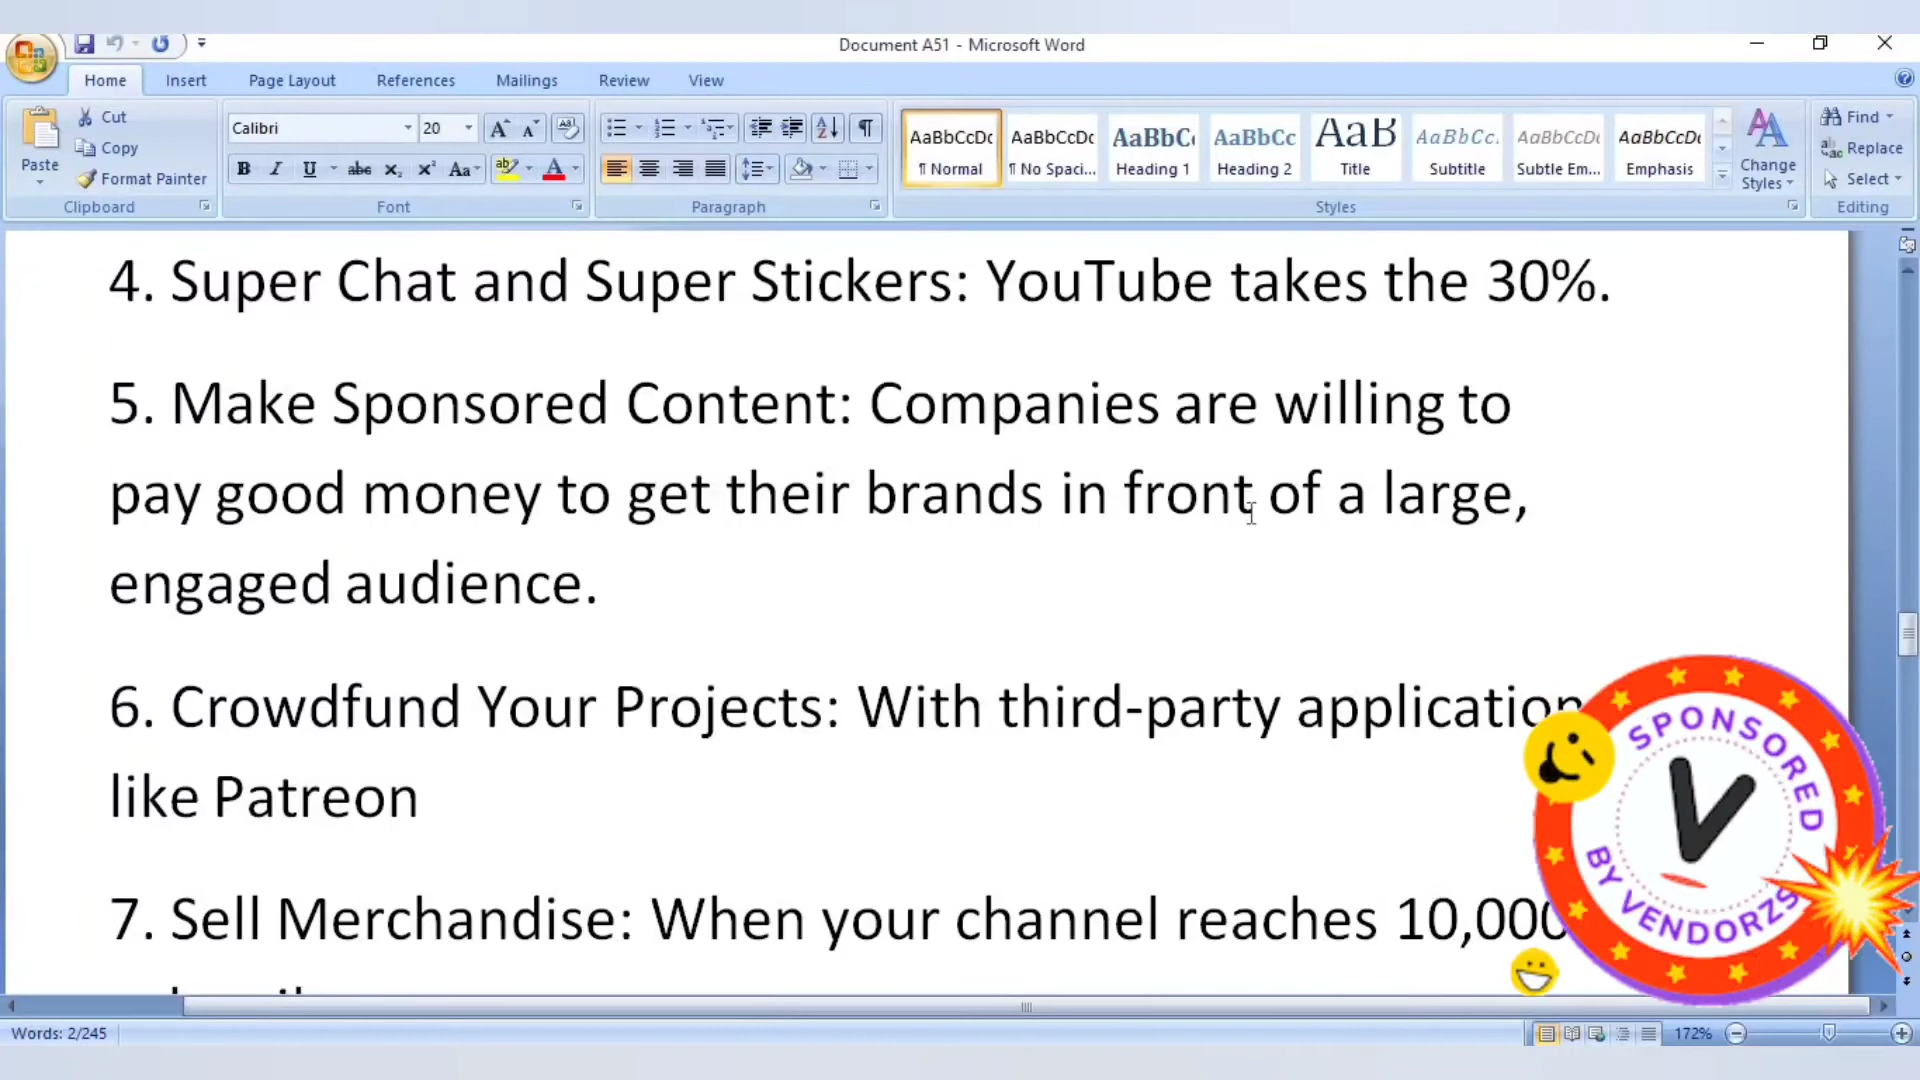 Document A51 - Microsoft Word
Home Insert Page Layout References Mailings Review View
Cut
Copy
Format Painter
Paste
Clipboard
Calibri 20
Font
Paragraph
AaBbCcDc AaBbCcDc AaBbC AaBbCc AaB AaBbCc. AaBbCcDc AaBbCcDc
¶ Normal ¶ No Spaci... Heading 1 Heading 2 Title Subtitle Subtle Em... Emphasis
Change Styles
Styles
Find
Replace
Select
Editing
4. Super Chat and Super Stickers: YouTube takes the 30%.
5. Make Sponsored Content: Companies are willing to
pay good money to get their brands in front of a large,
engaged audience.
6. Crowdfund Your Projects: With third-party application
like Patreon
7. Sell Merchandise: When your channel reaches 10,000
SPONSORED
V
BY VENDORZS
Words: 2/245
172%